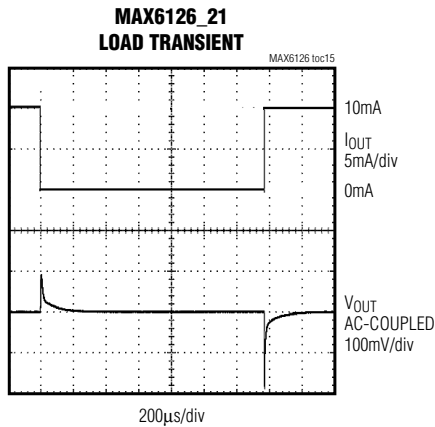 MAX6126_21
LOAD TRANSIENT
MAX6126 toc15
10mA
IOUT
5mA/div
0mA
VOUT
AC-COUPLED
100mV/div
200μs/div